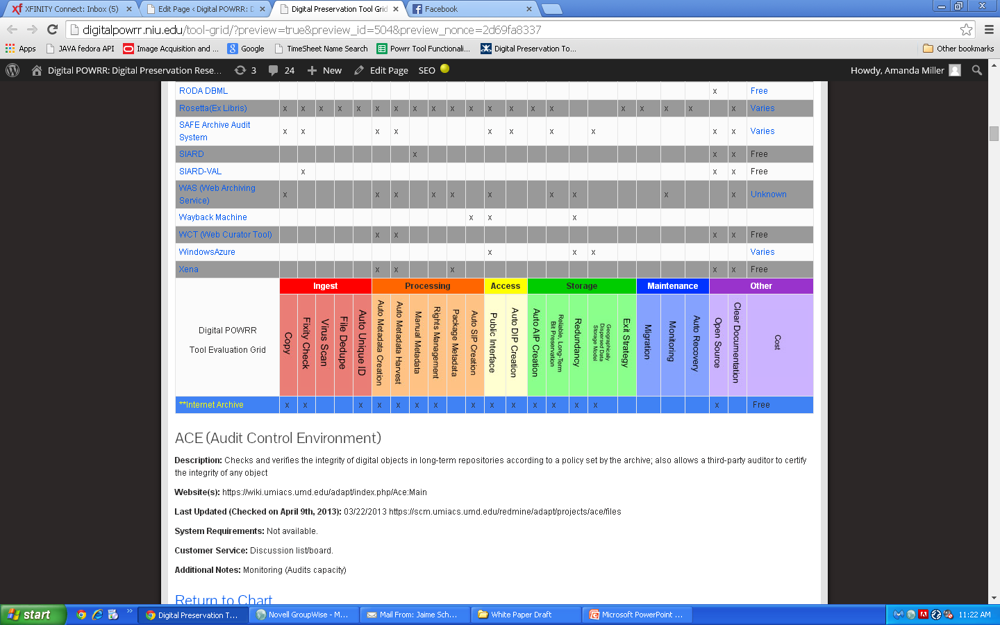 XFINITY Connect: Inbox (5)
Edit Page ‹ Digital POWRR: D
Digital Preservation Tool Grid
Facebook
digitalpowrr.niu.edu/tool-grid/?preview=true&preview_id=504&preview_nonce=2d69fa8337
Apps
JAVA fedora API
Image Acquisition and ...
Google
TimeSheet Name Search
Powrr Tool Functionali...
Digital Preservation To...
Other bookmarks
Digital POWRR: Digital Preservation Rese...
3
24
New
Edit Page
SEO
Howdy, Amanda Miller
RODA DBML x Free
Rosetta(Ex Libris) x x x x x x x x x x x x x x x x x x x x Varies
SAFE Archive Audit
System x x x x x x x x x x Varies
SIARD x x x Free
SIARD-VAL x x x Free
WAS (Web Archiving
Service) x x x x x x x x x x Unknown
Wayback Machine x x x
WCT (Web Curator Tool) x x x x Free
WindowsAzure x x x Varies
Xena x x x x x Free
Ingest Processing Access Storage Maintenance Other
Digital POWRR
Tool Evaluation Grid
Copy
Fixity Check
Virus Scan
File Dedupe
Auto Unique ID
Auto Metadata Creation
Auto Metadata Harvest
Manual Metadata
Rights Management
Package Metadata
Auto SIP Creation
Public Interface
Auto DIP Creation
Auto AIP Creation
Reliable, Long-Term
Bit Preservation
Redundancy
Geographically
Dispersed Data
Storage Model
Exit Strategy
Migration
Monitoring
Auto Recovery
Open Source
Clear Documentation
Cost
**Internet Archive x x x x x x x x x x x x x x x Free
ACE (Audit Control Environment)
Description: Checks and verifies the integrity of digital objects in long-term repositories according to a policy set by the archive; also allows a third-party auditor to certify
the integrity of any object
Website(s): https://wiki.umiacs.umd.edu/adapt/index.php/Ace:Main
Last Updated (Checked on April 9th, 2013): 03/22/2013 https://scm.umiacs.umd.edu/redmine/adapt/projects/ace/files
System Requirements: Not available.
Customer Service: Discussion list/board.
Additional Notes: Monitoring (Audits capacity)
Return to Chart
start
Digital Preservation T...
Novell GroupWise - M...
Mail From: Jaime Sch...
White Paper Draft
Microsoft PowerPoint ...
11:22 AM